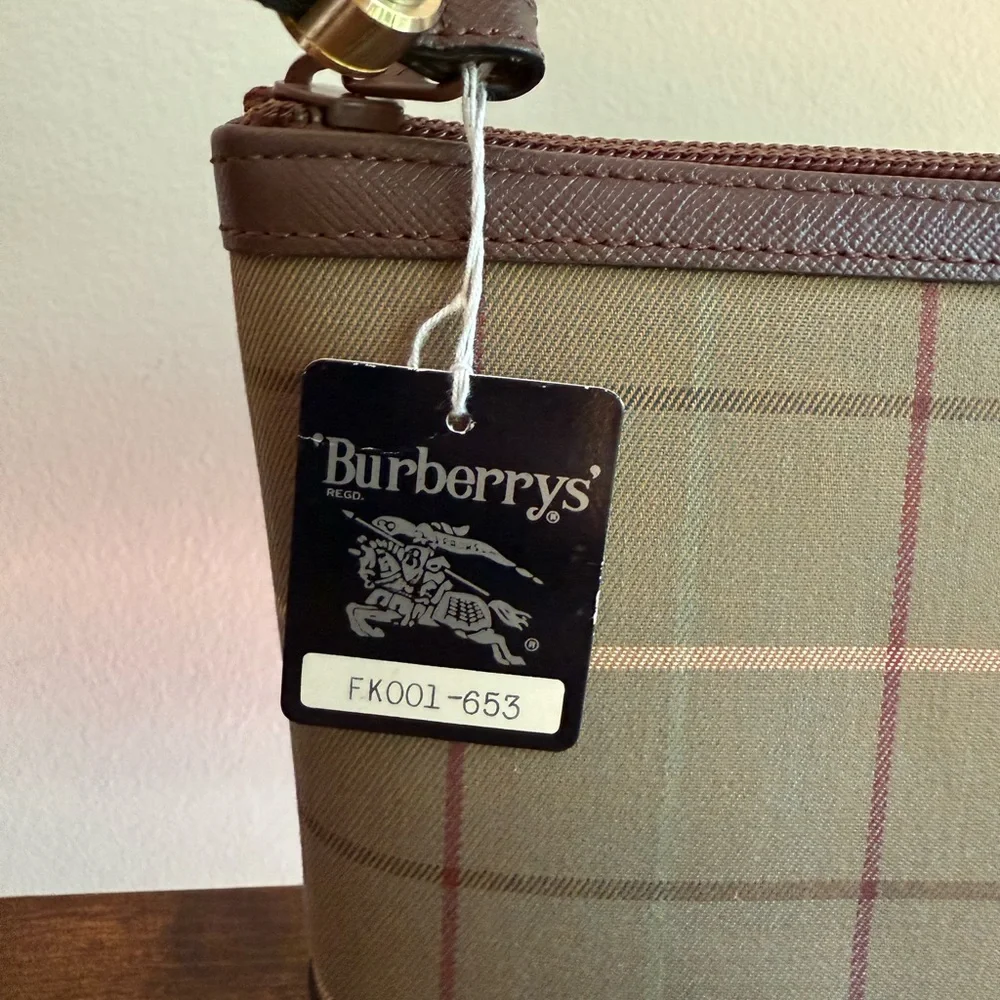 'Burberrys'®
REGD.
®
FK001-653